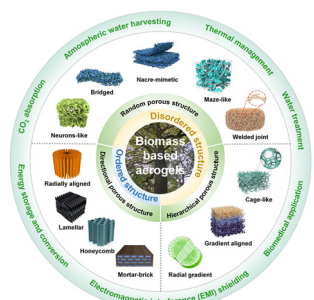 Atmospheric water harvesting
Thermal management
CO₂ absorption
Water treatment
Energy storage and conversion
Biomedical application
Electromagnetic interference (EMI) shielding
Nacre-mimetic
Bridged
Maze-like
Neurons-like
Welded joint
Random porous structure
Disordered structure
Biomass
based
aerogels
Ordered structure
Directional porous structure
Hierarchical porous structure
Radially aligned
Cage-like
Lamellar
Gradient aligned
Honeycomb
Mortar-brick
Radial gradient